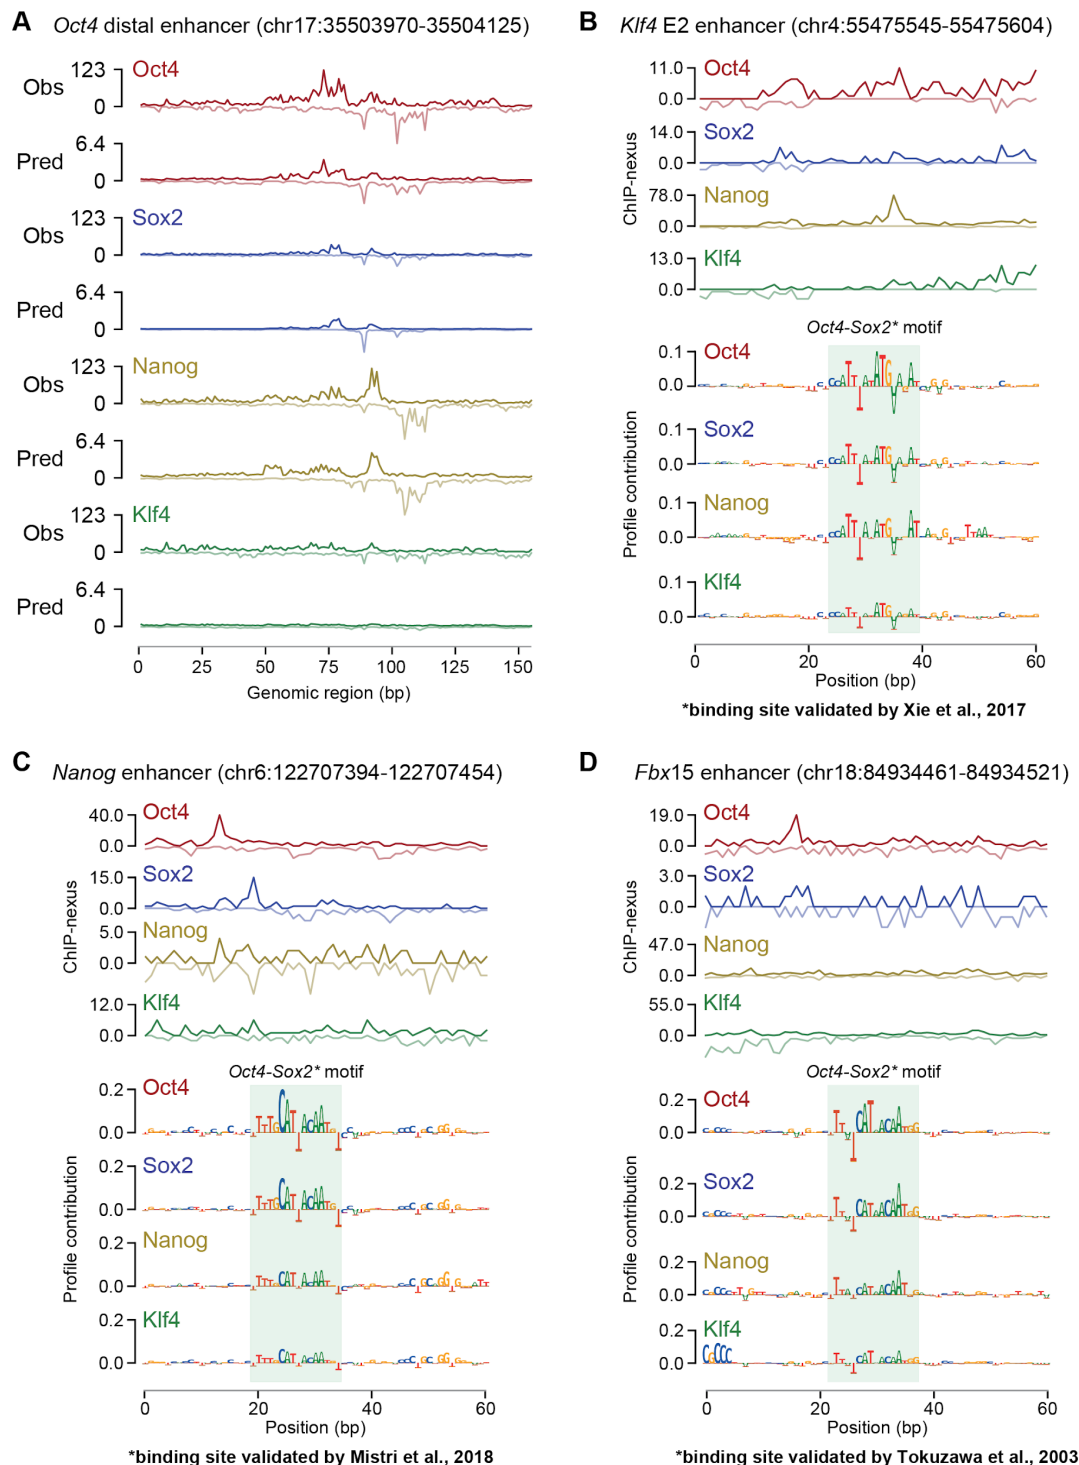 A Oct4 distal enhancer (chr17:35503970-35504125)
Obs 123 0 Oct4
Pred 6.4 0
Obs 123 0 Sox2
Pred 6.4 0
Obs 123 0 Nanog
Pred 6.4 0
Obs 123 0 Klf4
Pred 6.4 0
0 25 50 75 100 125 150
Genomic region (bp)
B Klf4 E2 enhancer (chr4:55475545-55475604)
ChIP-nexus
11.0 0.0 Oct4
14.0 0.0 Sox2
78.0 0.0 Nanog
13.0 0.0 Klf4
Oct4-Sox2* motif
Profile contribution
0.1 0.0 Oct4
0.1 0.0 Sox2
0.1 0.0 Nanog
0.1 0.0 Klf4
0 20 40 60
Position (bp)
*binding site validated by Xie et al., 2017
C Nanog enhancer (chr6:122707394-122707454)
ChIP-nexus
40.0 0.0 Oct4
15.0 0.0 Sox2
5.0 0.0 Nanog
12.0 0.0 Klf4
Oct4-Sox2* motif
Profile contribution
0.2 0.0 Oct4
0.2 0.0 Sox2
0.2 0.0 Nanog
0.2 0.0 Klf4
0 20 40 60
Position (bp)
*binding site validated by Mistri et al., 2018
D Fbx15 enhancer (chr18:84934461-84934521)
ChIP-nexus
19.0 0.0 Oct4
3.0 0.0 Sox2
47.0 0.0 Nanog
55.0 0.0 Klf4
Oct4-Sox2* motif
Profile contribution
0.2 0.0 Oct4
0.2 0.0 Sox2
0.2 0.0 Nanog
0.2 0.0 Klf4
0 20 40 60
Position (bp)
*binding site validated by Tokuzawa et al., 2003